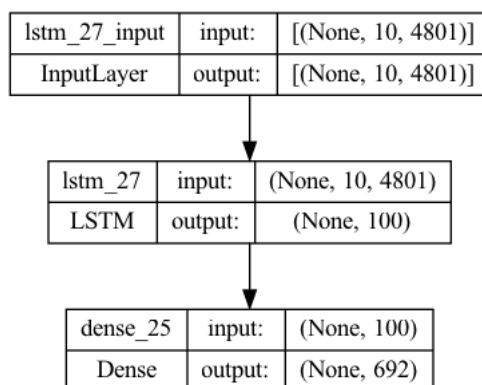 lstm_27_input input: [(None, 10, 4801)]
InputLayer output: [(None, 10, 4801)]
lstm_27 input: (None, 10, 4801)
LSTM output: (None, 100)
dense_25 input: (None, 100)
Dense output: (None, 692)